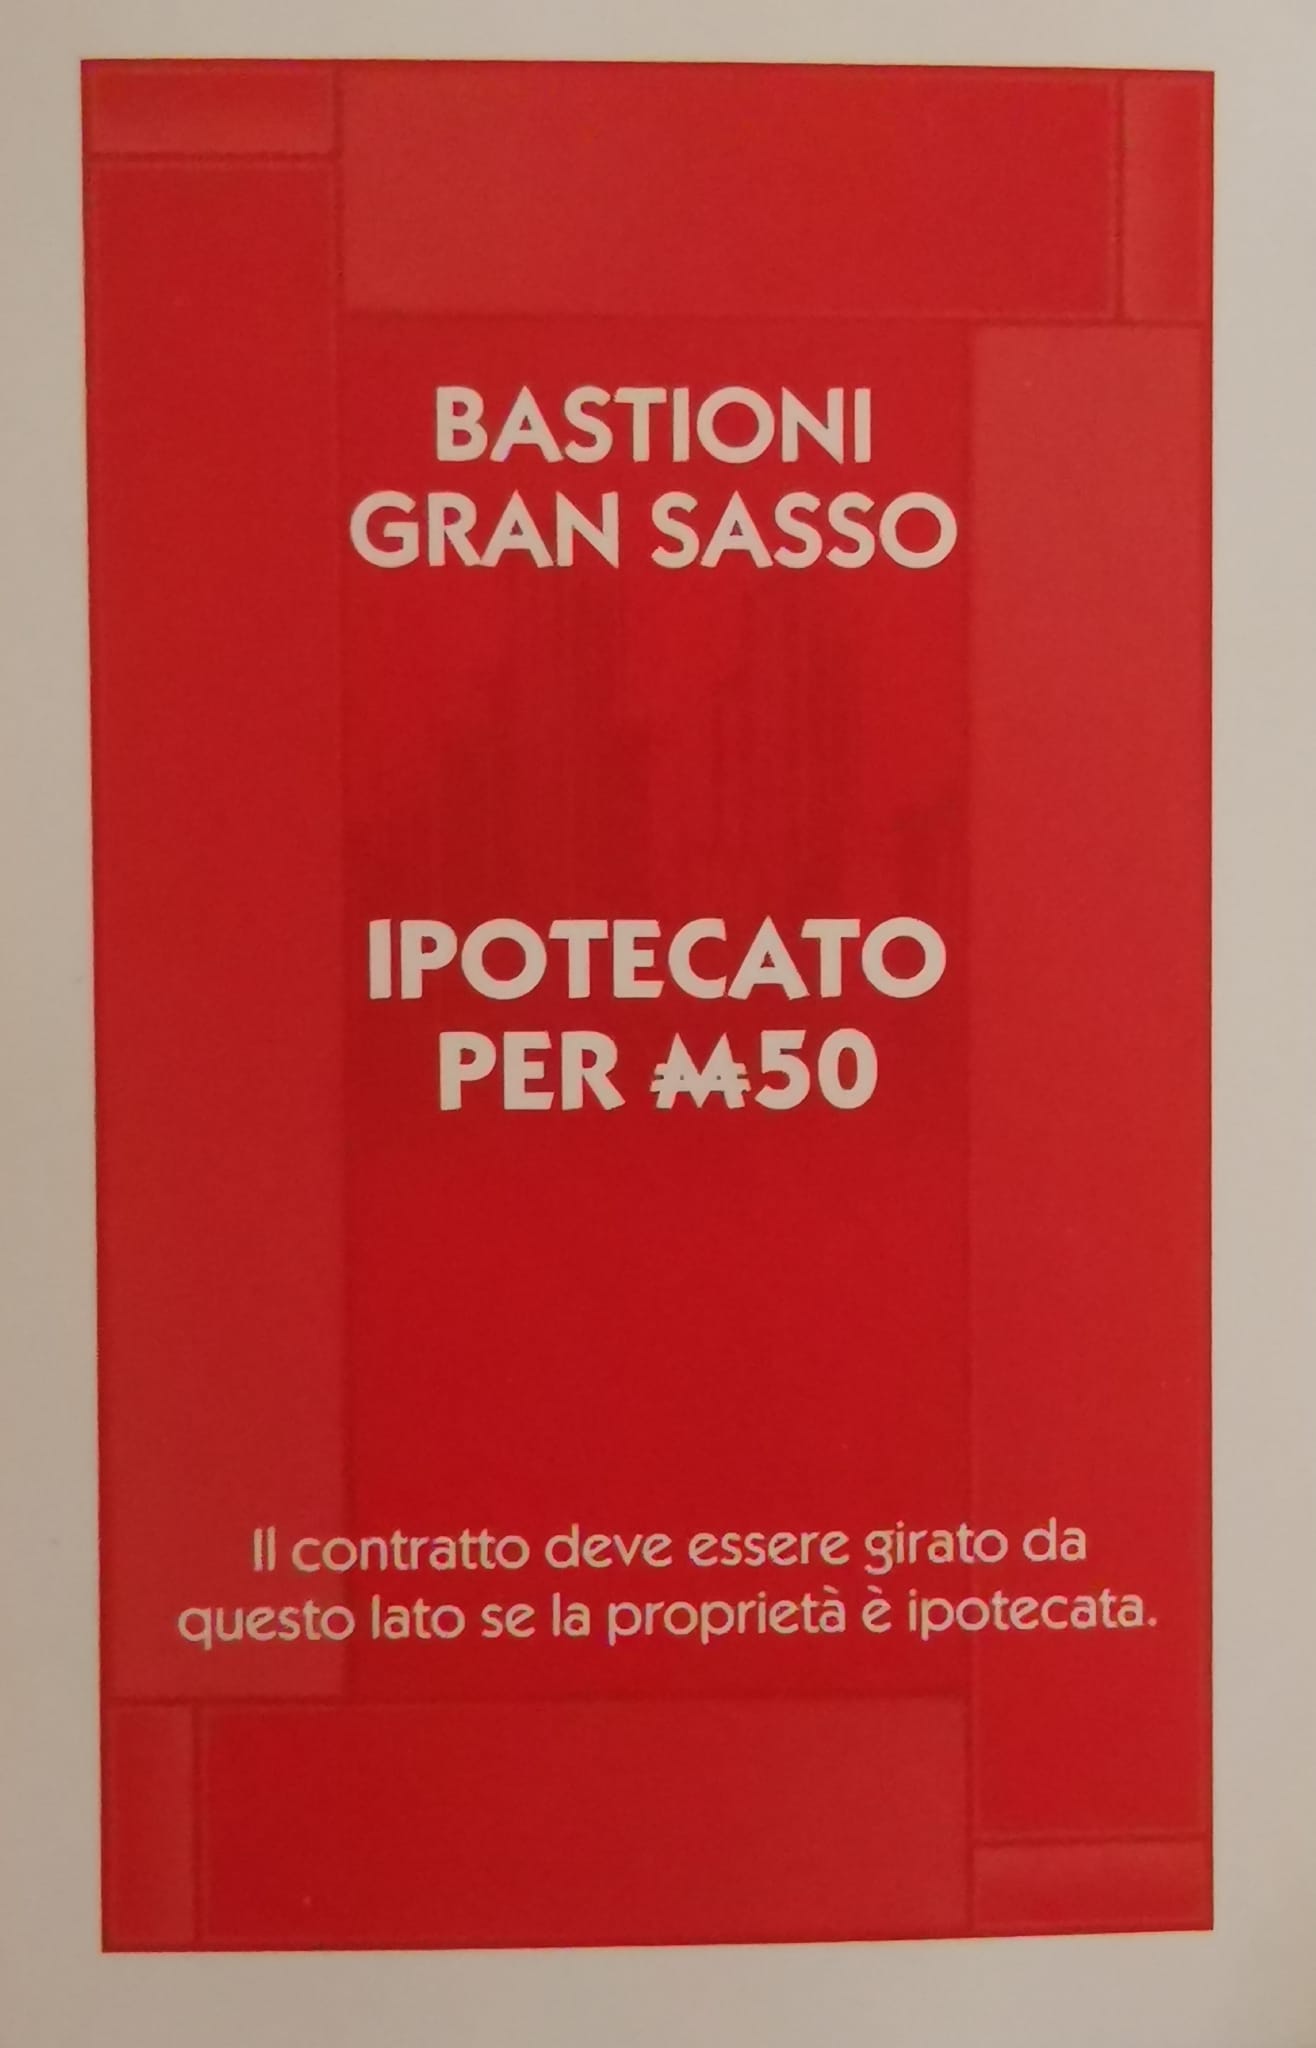 BASTIONI
GRAN SASSO
IPOTECATO
PER ₩50
Il contratto deve essere girato da
questo lato se la proprietà è ipotecata.